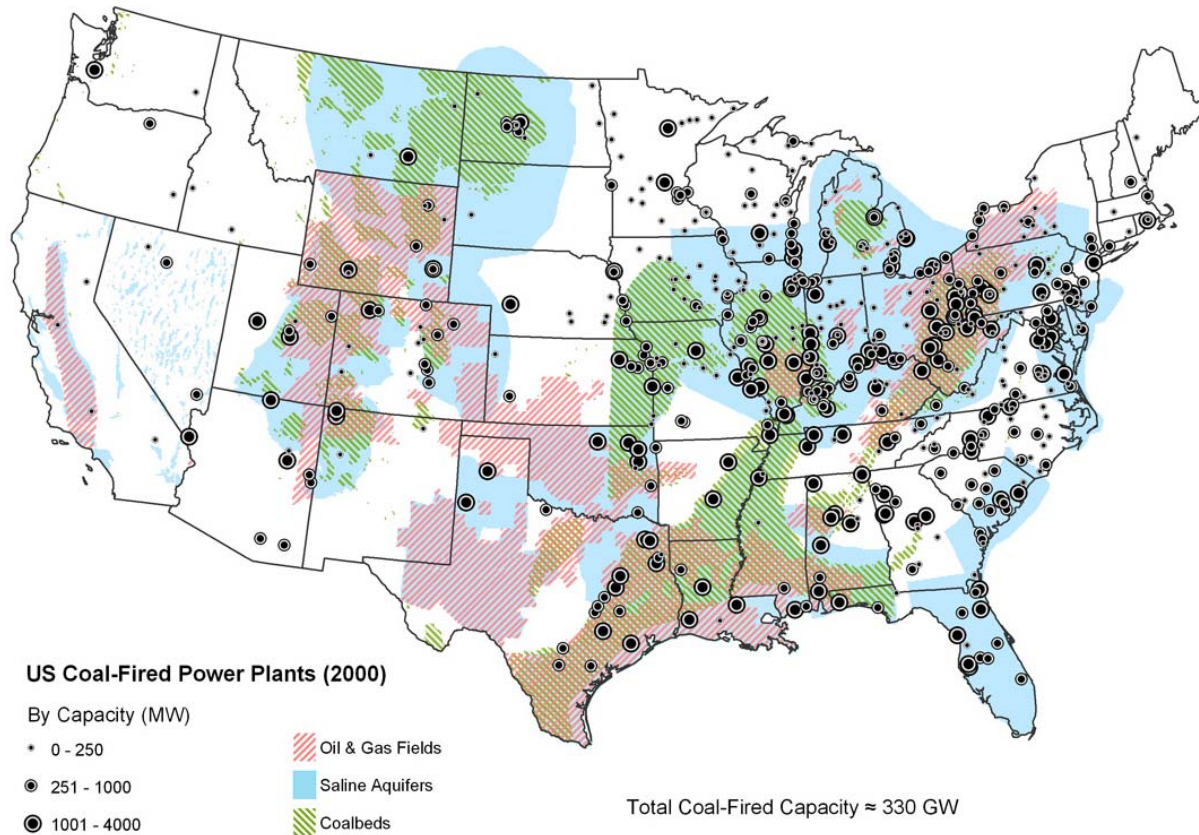 US Coal-Fired Power Plants (2000)
By Capacity (MW)
0 - 250
251 - 1000
1001 - 4000
Oil & Gas Fields
Saline Aquifers
Coalbeds
Total Coal-Fired Capacity ≈ 330 GW